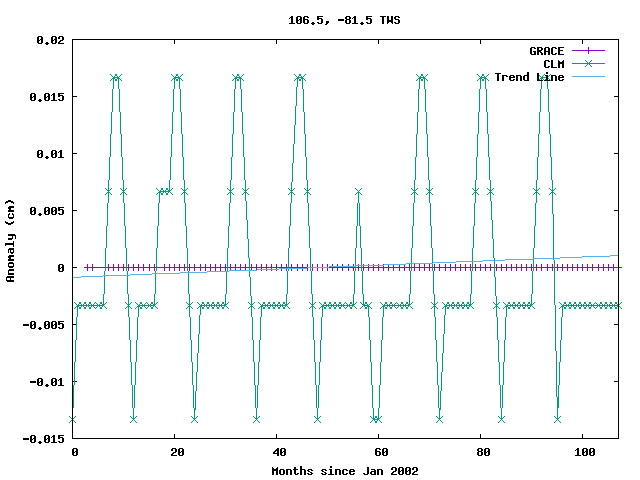 106.5, -81.5 TWS
GRACE
CLM
Trend Line
0.02
0.015
0.01
0.005
0
-0.005
-0.01
-0.015
Anomaly (cm)
0 20 40 60 80 100
Months since Jan 2002